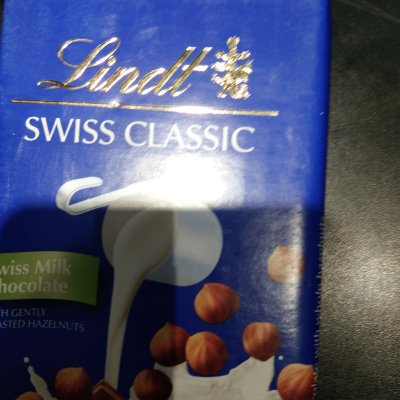 Lindt
SWISS CLASSIC
wiss Milk
hocolate
TH GENTLY
ASTED HAZELNUTS